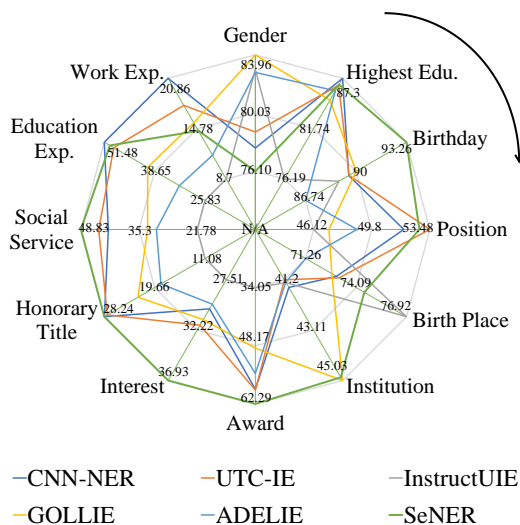 Gender
83.96
Work Exp.
Highest Edu.
20.86
87.3
80.03
Education
Exp.
14.78
81.74
Birthday
93.26
51.48
38.65
8.7
76.10
76.19
90
25.83
86.74
Social
Service
48.83
35.3
21.78
N/A
46.12
49.8
53.48
Position
11.08
71.26
19.66
27.51
34.05
41.2
74.09
76.92
Birth Place
Honorary
Title
28.24
32.22
48.17
43.11
Interest
36.93
45.03
Institution
62.29
Award
CNN-NER
UTC-IE
InstructUIE
GOLLIE
ADELIE
SeNER